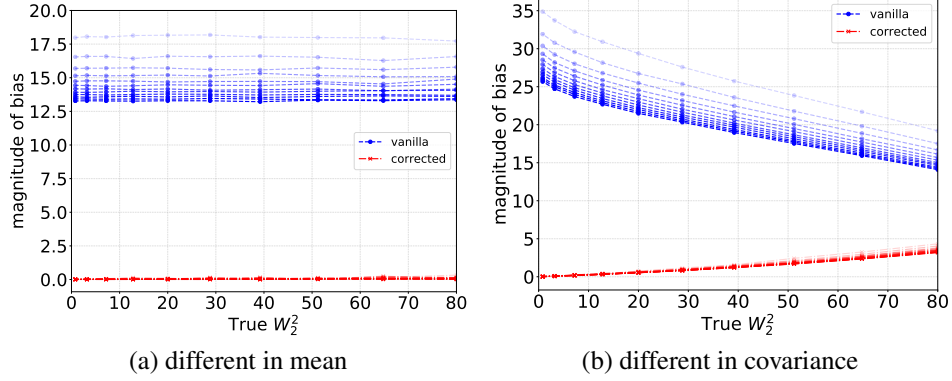 20.0
17.5
15.0
12.5
10.0
7.5
5.0
2.5
0.0
magnitude of bias
vanilla
corrected
0 10 20 30 40 50 60 70 80
True W₂²
(a) different in mean
35
30
25
20
15
10
5
0
magnitude of bias
vanilla
corrected
0 10 20 30 40 50 60 70 80
True W₂²
(b) different in covariance